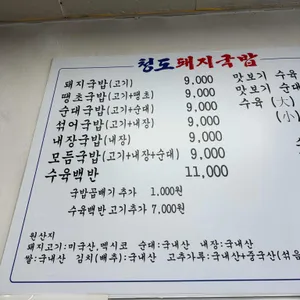 청도돼지국밥
돼지국밥(고기) 9,000
땡초국밥(고기+땡초) 9,000
순대국밥(고기+순대) 9,000
섞어국밥(고기+내장) 9,000
내장국밥(내장) 9,000
모듬국밥(고기+내장+순대) 9,000
수육백반 11,000
국밥곱빼기 추가 1,000원
수육백반 고기추가 7,000원
맛보기 수육
맛보기 순대
수육 (大)
(小)
원산지
돼지고기:미국산,멕시코 순대:국내산 내장:국내산
쌀:국내산 김치(배추):국내산 고추가루:국내산+중국산(섞음